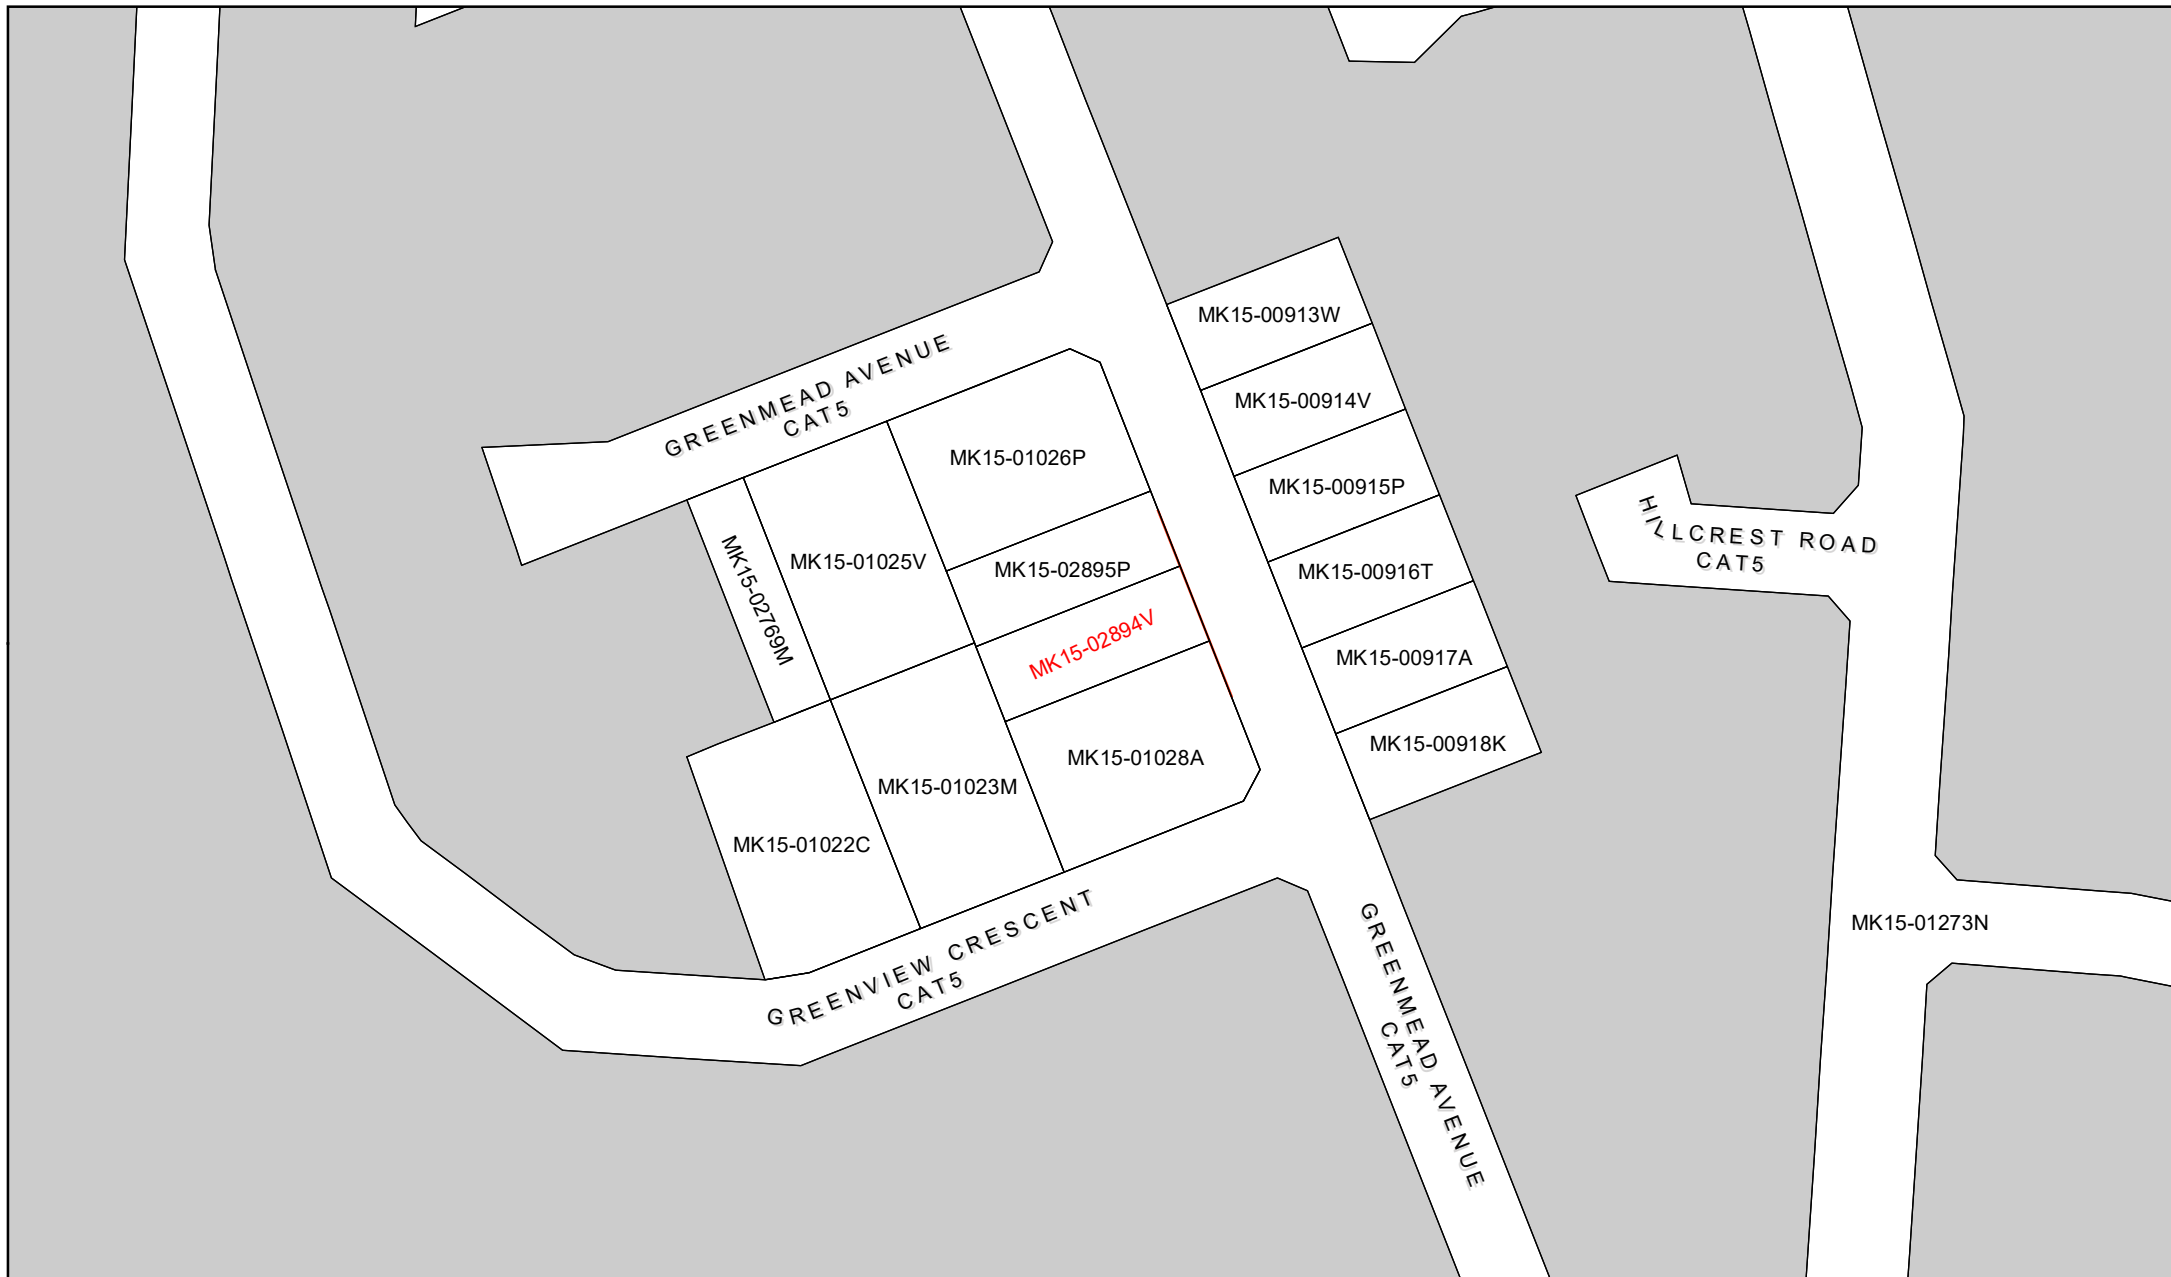 MK15-00913W
GREENMEAD AVENUE
CAT5
MK15-00914V
MK15-01026P
MK15-00915P
HILLCREST ROAD
CAT5
MK15-01025V
MK15-02895P
MK15-00916T
MK15-02769M
MK15-02894V
MK15-00917A
MK15-00918K
MK15-01028A
MK15-01023M
MK15-01022C
MK15-01273N
GREENVIEW CRESCENT
CAT5
GREENMEAD AVENUE
CAT5